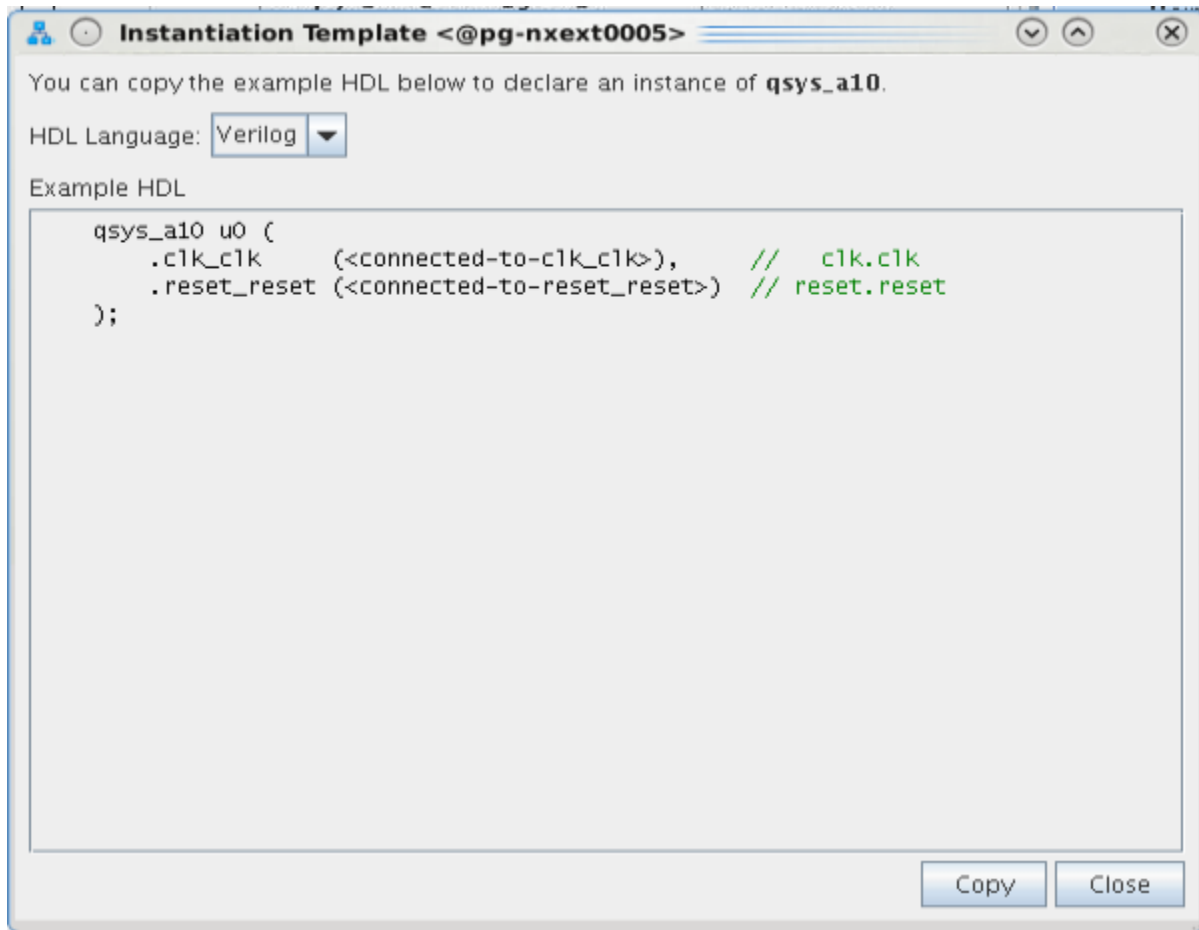 Instantiation Template <@pg-nxext0005>
You can copy the example HDL below to declare an instance of qsys_a10.
HDL Language: Verilog
Example HDL
qsys_a10 u0 (
.clk_clk (<connected-to-clk_clk>), // clk.clk
.reset_reset (<connected-to-reset_reset>) // reset.reset
);
Copy Close